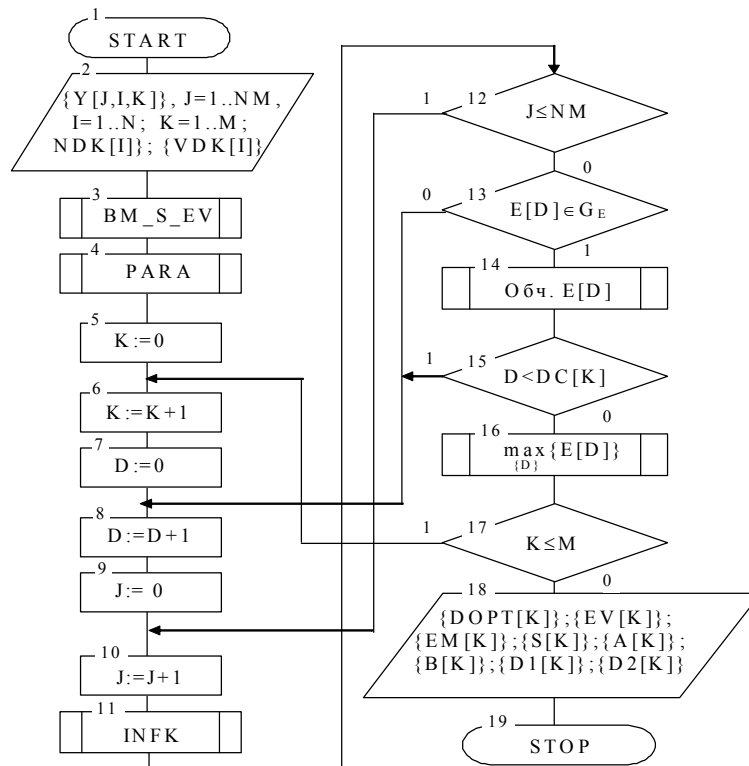 1
START
2
{Y[J,I,K]}, J=1..NM,
I=1..N; K=1..M;
NDK[I]}; {VDK[I]}
3
BM_S_EV
4
PARA
5
K:=0
6
K:=K+1
7
D:=0
8
D:=D+1
9
J:= 0
10
J:=J+1
11
INFK
1
12
J≤NM
0
0
13
E[D]∈GE
1
14
Обч. E[D]
1
15
D<DC[K]
0
16
max{E[D]}
{D}
1
17
K≤M
0
18
{DOPT[K]};{EV[K]};
{EM[K]};{S[K]};{A[K]};
{B[K]};{D1[K]};{D2[K]}
19
STOP